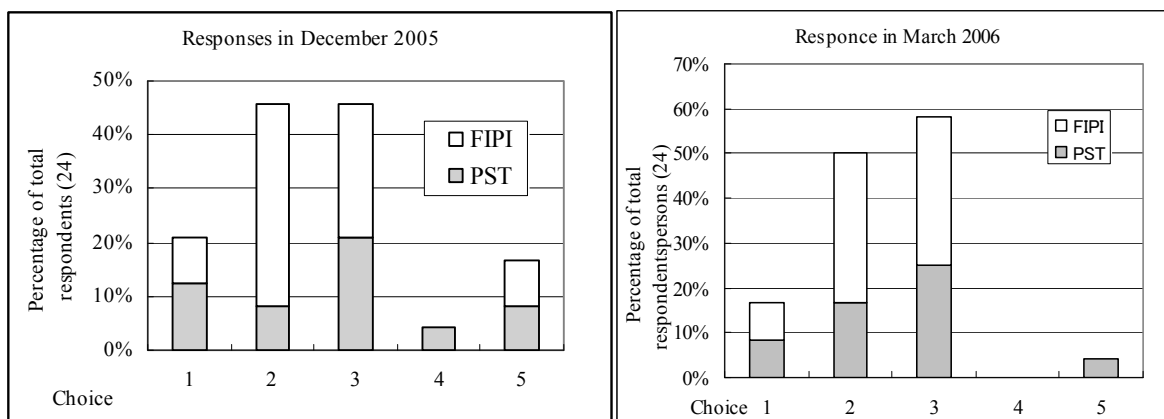 Responses in December 2005
50%
40%
30%
20%
10%
0%
Percentage of total
respondents (24)
FIPI
PST
1 2 3 4 5
Choice
Responce in March 2006
70%
60%
50%
40%
30%
20%
10%
0%
Percentage of total
respondentspersons (24)
FIPI
PST
Choice 1 2 3 4 5